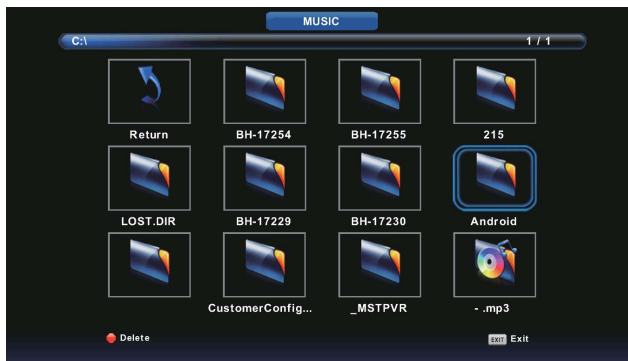 MUSIC
C:\ 1 / 1
Return BH-17254 BH-17255 215
LOST.DIR BH-17229 BH-17230 Android
CustomerConfig... _MSTPVR - .mp3
Delete EXIT Exit